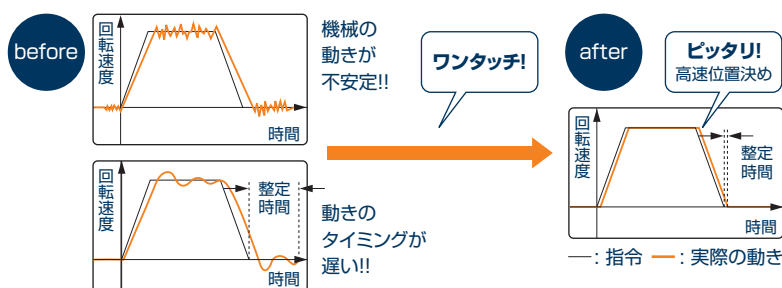 before
回転速度
時間
機械の
動きが
不安定!!
回転速度
整定
時間
時間
動きの
タイミングが
遅い!!
ワンタッチ!
after
ピッタリ!
高速位置決め
回転速度
整定
時間
時間
―: 指令 ―: 実際の動き